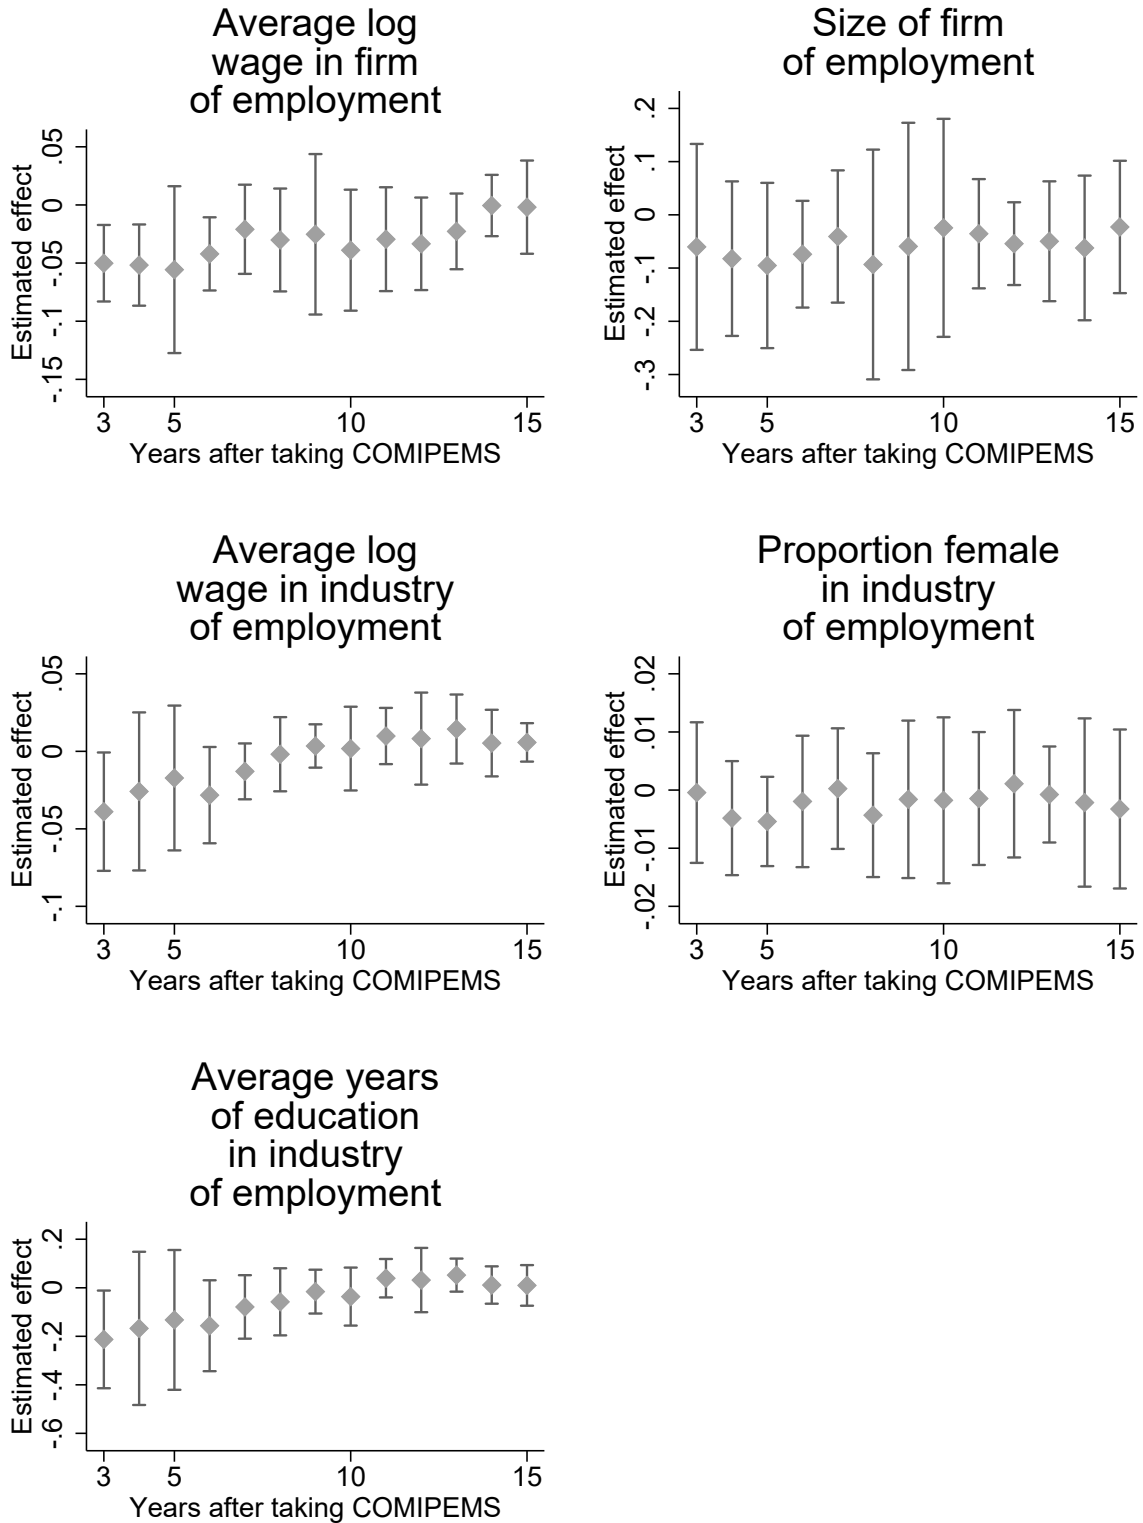 Average log
wage in firm
of employment
Estimated effect
.05
0
-.05
-.1
-.15
3 5 10 15
Years after taking COMIPEMS
Size of firm
of employment
Estimated effect
.2
.1
0
-.1
-.2
-.3
3 5 10 15
Years after taking COMIPEMS
Average log
wage in industry
of employment
Estimated effect
.05
0
-.05
-.1
3 5 10 15
Years after taking COMIPEMS
Proportion female
in industry
of employment
Estimated effect
.02
.01
0
-.01
-.02
3 5 10 15
Years after taking COMIPEMS
Average years
of education
in industry
of employment
Estimated effect
.2
0
-.2
-.4
-.6
3 5 10 15
Years after taking COMIPEMS